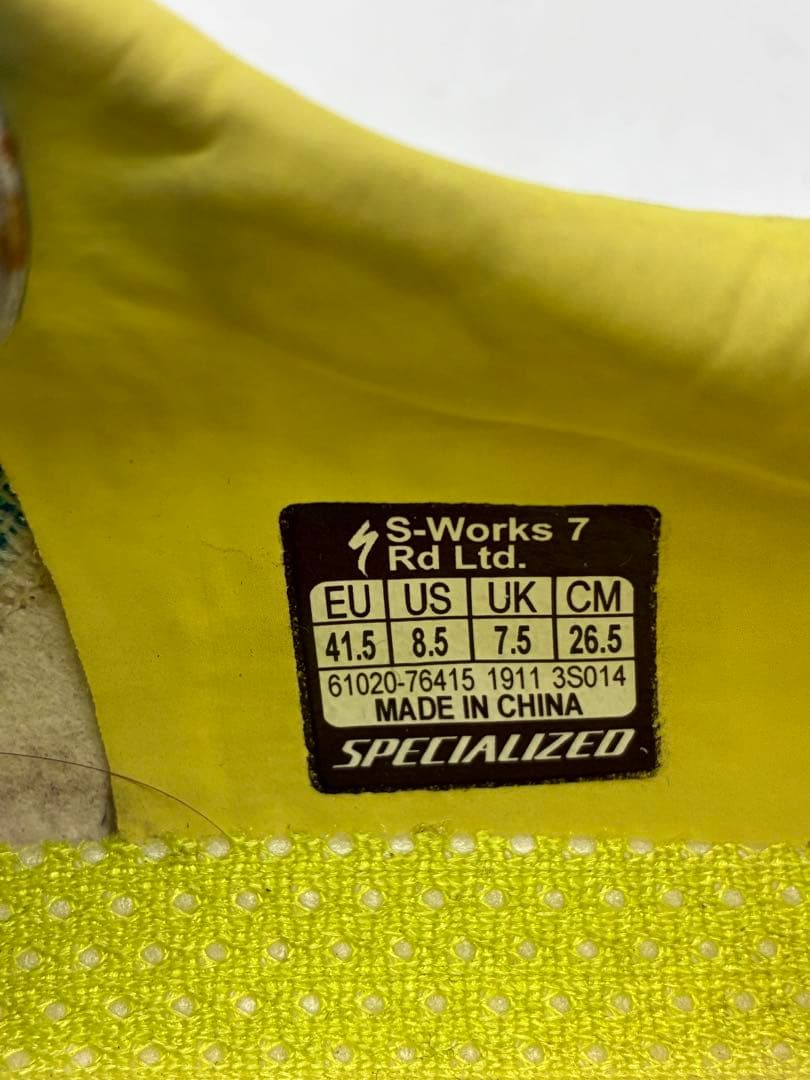 S-Works 7
Rd Ltd.
EU US UK CM
41.5 8.5 7.5 26.5
61020-76415 1911 3S014
MADE IN CHINA
SPECIALIZED